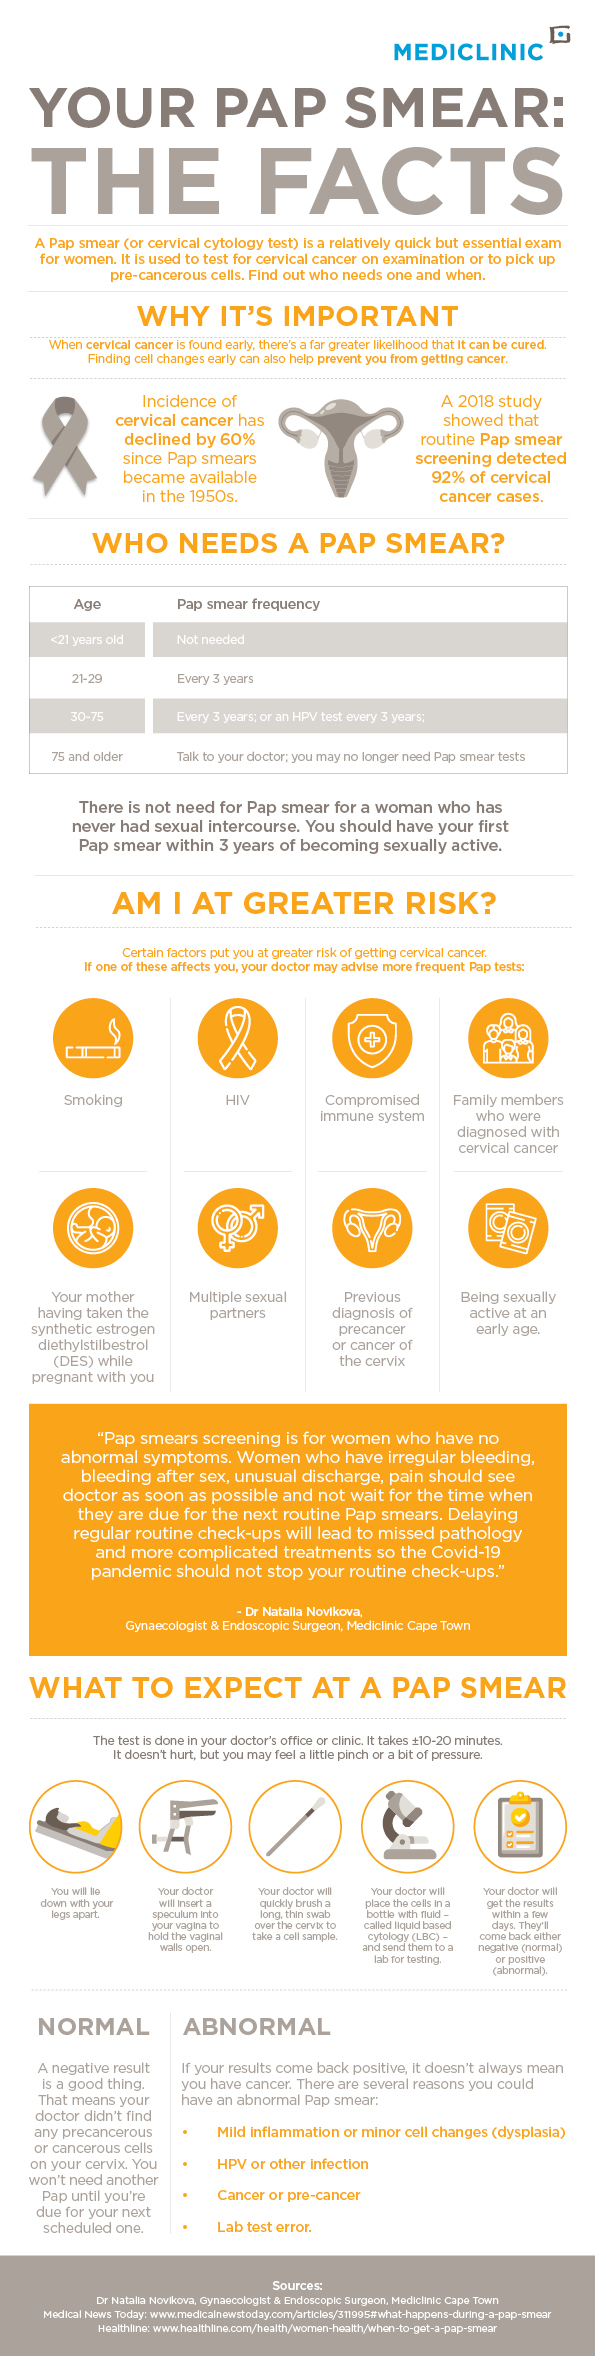 MEDICLINIC
YOUR PAP SMEAR:
THE FACTS
A Pap smear (or cervical cytology test) is a relatively quick but essential exam
for women. It is used to test for cervical cancer on examination or to pick up
pre-cancerous cells. Find out who needs one and when.
WHY IT'S IMPORTANT
When cervical cancer is found early, there's a far greater likelihood that it can be cured.
Finding cell changes early can also help prevent you from getting cancer.
Incidence of
cervical cancer has
declined by 60%
since Pap smears
became available
in the 1950s.
A 2018 study
showed that
routine Pap smear
screening detected
92% of cervical
cancer cases.
WHO NEEDS A PAP SMEAR?
Age Pap smear frequency
<21 years old Not needed
21-29 Every 3 years
30-75 Every 3 years; or an HPV test every 3 years;
75 and older Talk to your doctor; you may no longer need Pap smear tests
There is not need for Pap smear for a woman who has
never had sexual intercourse. You should have your first
Pap smear within 3 years of becoming sexually active.
AM I AT GREATER RISK?
Certain factors put you at greater risk of getting cervical cancer.
If one of these affects you, your doctor may advise more frequent Pap tests:
Smoking
HIV
Compromised
immune system
Family members
who were
diagnosed with
cervical cancer
Your mother
having taken the
synthetic estrogen
diethylstilbestrol
(DES) while
pregnant with you
Multiple sexual
partners
Previous
diagnosis of
precancer
or cancer of
the cervix
Being sexually
active at an
early age.
“Pap smears screening is for women who have no
abnormal symptoms. Women who have irregular bleeding,
bleeding after sex, unusual discharge, pain should see
doctor as soon as possible and not wait for the time when
they are due for the next routine Pap smears. Delaying
regular routine check-ups will lead to missed pathology
and more complicated treatments so the Covid-19
pandemic should not stop your routine check-ups.”
- Dr Natalia Novikova,
Gynaecologist & Endoscopic Surgeon, Mediclinic Cape Town
WHAT TO EXPECT AT A PAP SMEAR
The test is done in your doctor's office or clinic. It takes ±10-20 minutes.
It doesn't hurt, but you may feel a little pinch or a bit of pressure.
You will lie
down with your
legs apart.
Your doctor
will insert a
speculum into
your vagina to
hold the vaginal
walls open.
Your doctor will
quickly brush a
long, thin swab
over the cervix to
take a cell sample.
Your doctor will
place the cells in a
bottle with fluid –
called liquid based
cytology (LBC) –
and send them to a
lab for testing.
Your doctor will
get the results
within a few
days. They'll
come back either
negative (normal)
or positive
(abnormal).
NORMAL
A negative result
is a good thing.
That means your
doctor didn't find
any precancerous
or cancerous cells
on your cervix. You
won't need another
Pap until you're
due for your next
scheduled one.
ABNORMAL
If your results come back positive, it doesn't always mean
you have cancer. There are several reasons you could
have an abnormal Pap smear:
• Mild inflammation or minor cell changes (dysplasia)
• HPV or other infection
• Cancer or pre-cancer
• Lab test error.
Sources:
Dr Natalia Novikova, Gynaecologist & Endoscopic Surgeon, Mediclinic Cape Town
Medical News Today: www.medicalnewstoday.com/articles/311995#what-happens-during-a-pap-smear
Healthline: www.healthline.com/health/women-health/when-to-get-a-pap-smear